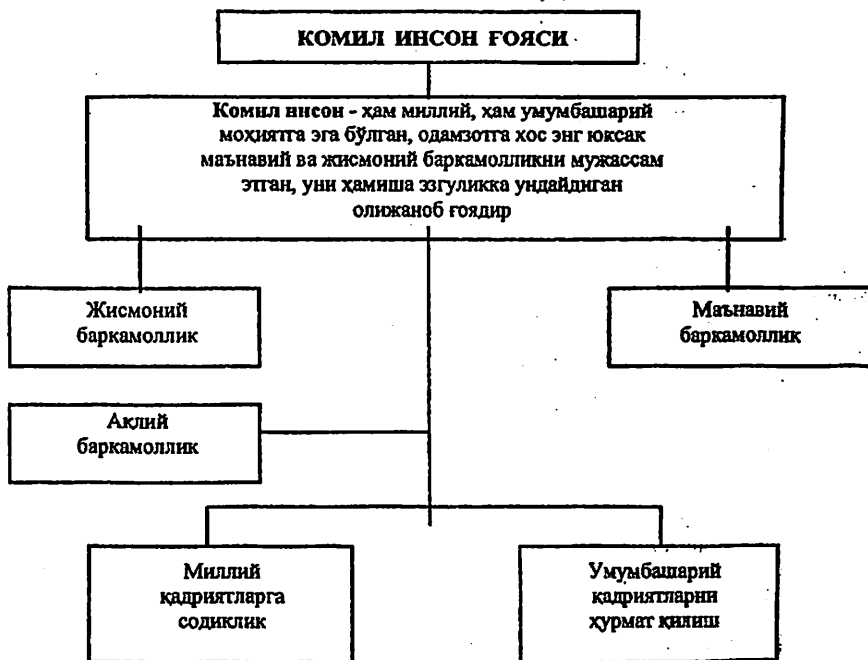 КОМИЛ ИНСОН ҒОЯСИ
Комил инсон - ҳам миллий, ҳам умумбашарий
моҳиятга эга бўлган, одамзотга хос энг юксак
маънавий ва жисмоний баркамолликни мужассам
этган, уни ҳамиша эзгуликка ундайдиган
олижаноб ғоядир
Жисмоний
баркамоллик
Маънавий
баркамоллик
Ақлий
баркамоллик
Миллий
қадриятларга
содиқлик
Умумбашарий
қадриятларни
ҳурмат қилиш